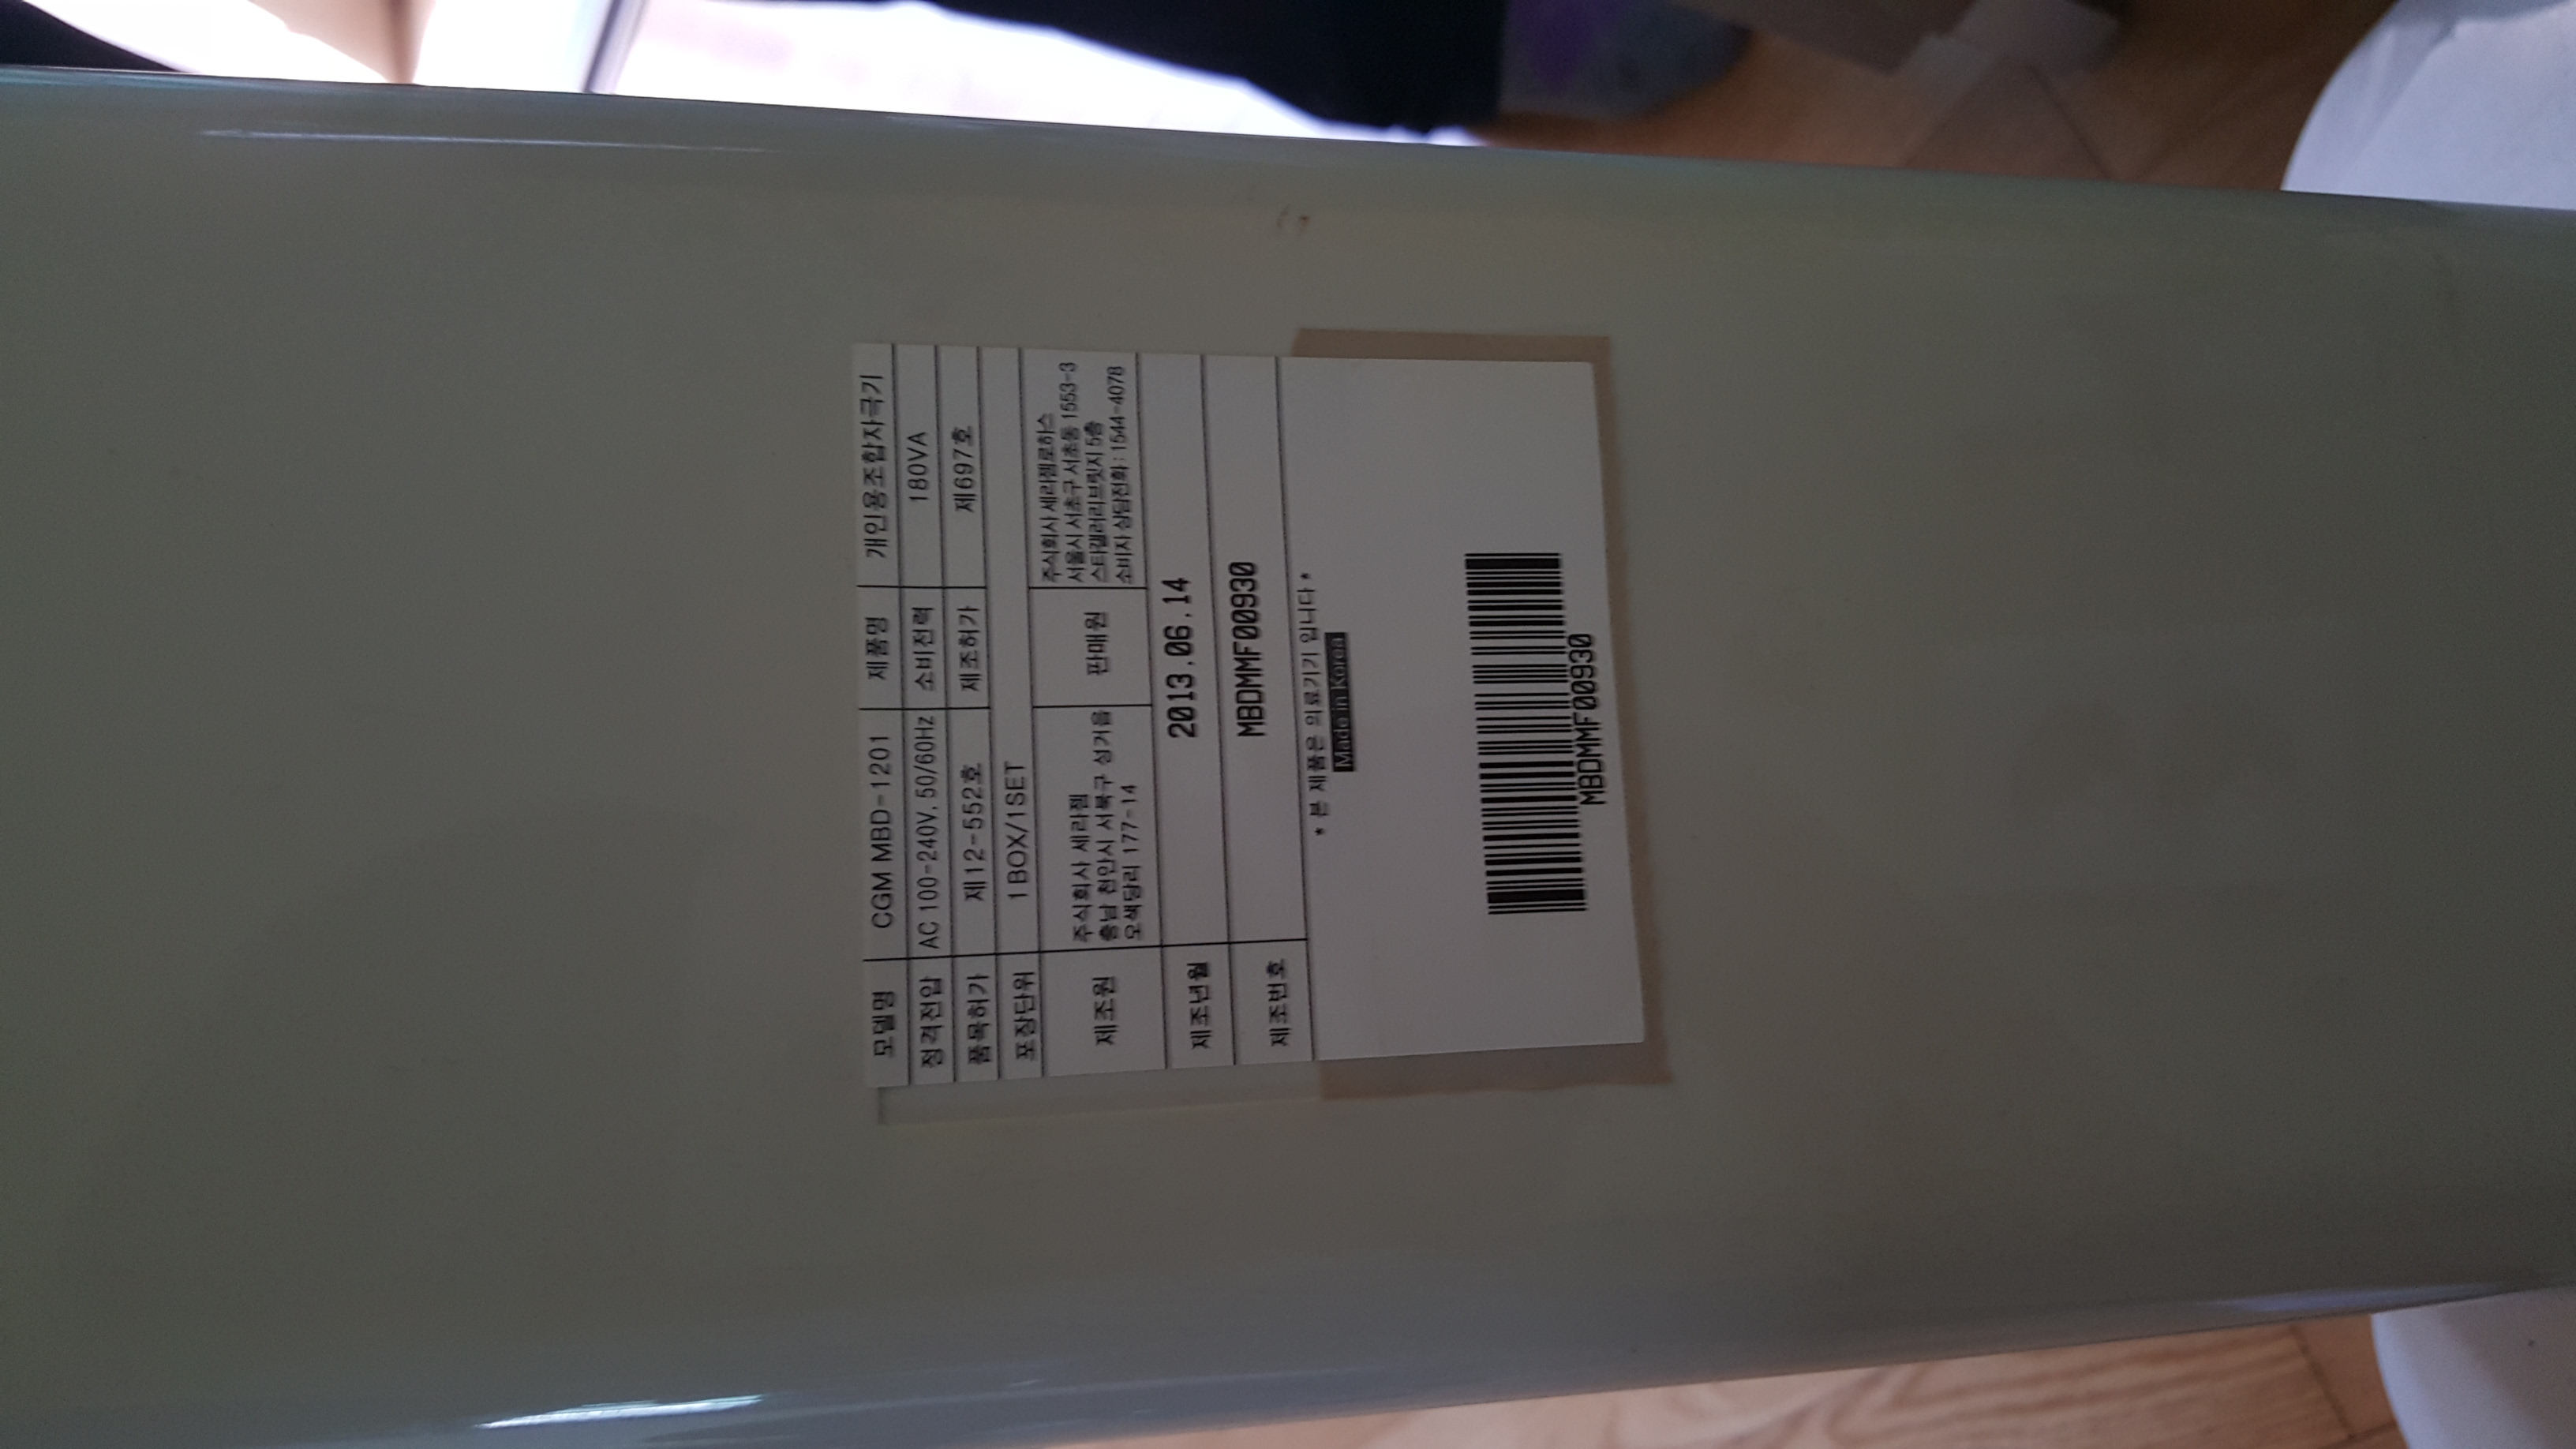 모델명 CGM MBD-1201 제품명 개인용조합자극기
정격전압 AC 100-240V, 50/60Hz 소비전력 180VA
품목허가 제12-552호 제조허가 제697호
포장단위 1BOX/1SET
제조원
주식회사 세라젬
충남 천안시 서북구 성거읍
오색당리 177-14
판매원
주식회사 세라젬로하스
서울시 서초구 서초동 1553-3
스타갤러리브릿지 5층
소비자 상담전화 : 1544-4078
제조년월 2013.06.14
제조번호 MBDMMF00930
* 본 제품은 의료기기 입니다 *
Made in Korea
MBDMMF00930